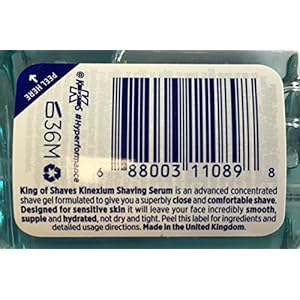 PEEL HERE
#Hyperformance
36M
6 88003 11089 8
King of Shaves Kinexium Shaving Serum is an advanced concentrated
shave gel formulated to give you a superbly close and comfortable shave.
Designed for sensitive skin it will leave your face incredibly smooth,
supple and hydrated, not dry and tight. Peel this label for ingredients and
detailed usage directions. Made in the United Kingdom.